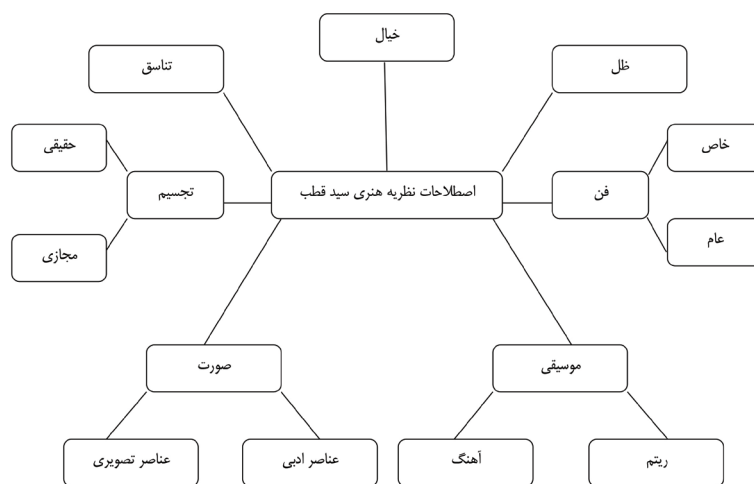 خیال
ظل
تناسق
خاص
حقیقی
اصطلاحات نظریه هنری سید قطب
فن
تجسیم
عام
مجازی
موسیقی
صورت
ریتم
آهنگ
عناصر ادبی
عناصر تصویری